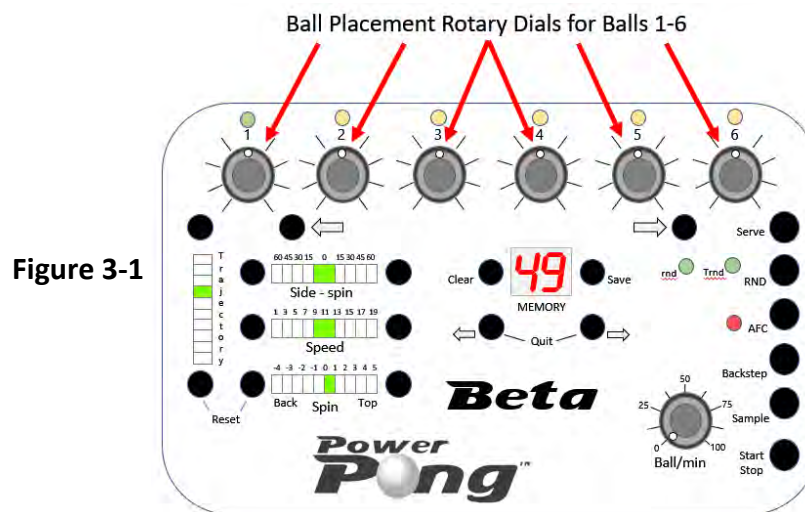 Ball Placement Rotary Dials for Balls 1-6
1 2 3 4 5 6
Figure 3-1
Serve
60 45 30 15 0 15 30 45 60
Side - spin
Trajectory
Clear
49
Save
MEMORY
rnd Trnd
RND
1 3 5 7 9 11 13 15 17 19
Speed
Quit
AFC
-4 -3 -2 -1 0 1 2 3 4 5
Back Spin Top
Reset
Beta
Backstep
0 25 50 75 100
Ball/min
Sample
Start
Stop
Power
Pong™